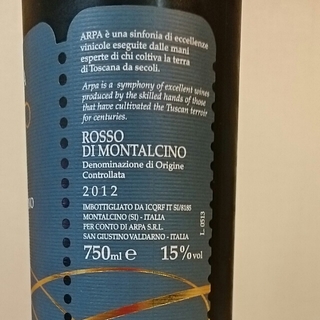 ARPA è una sinfonia di eccellenze
vinicole eseguite dalle mani
esperte di chi coltiva la terra
di Toscana da secoli.
Arpa is a symphony of excellent wines
produced by the skilled hands of those
that have cultivated the Tuscan terroir
for centuries.
ROSSO
DI MONTALCINO
Denominazione di Origine
Controllata
2012
IMBOTTIGLIATO DA ICQRF IT SI/8185
MONTALCINO (SI) - ITALIA
PER CONTO DI ARPA S.R.L.
SAN GIUSTINO VALDARNO - ITALIA
750ml e 15%vol
L. 0513